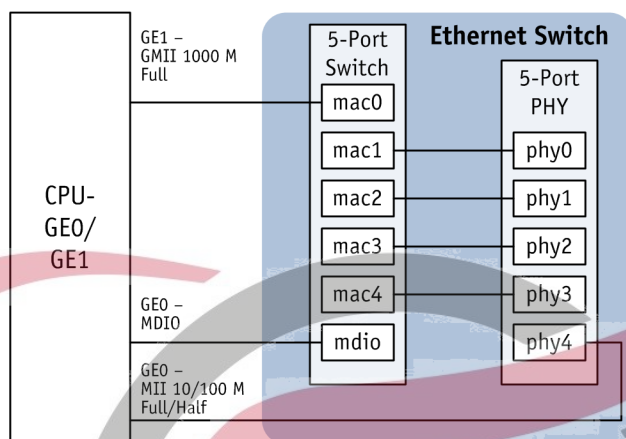 Ethernet Switch
GE1 –
GMII 1000 M
Full
5-Port
Switch
5-Port
PHY
mac0
mac1
phy0
mac2
phy1
CPU-
GE0/
GE1
mac3
phy2
mac4
phy3
GE0 –
MDIO
mdio
phy4
GE0 –
MII 10/100 M
Full/Half